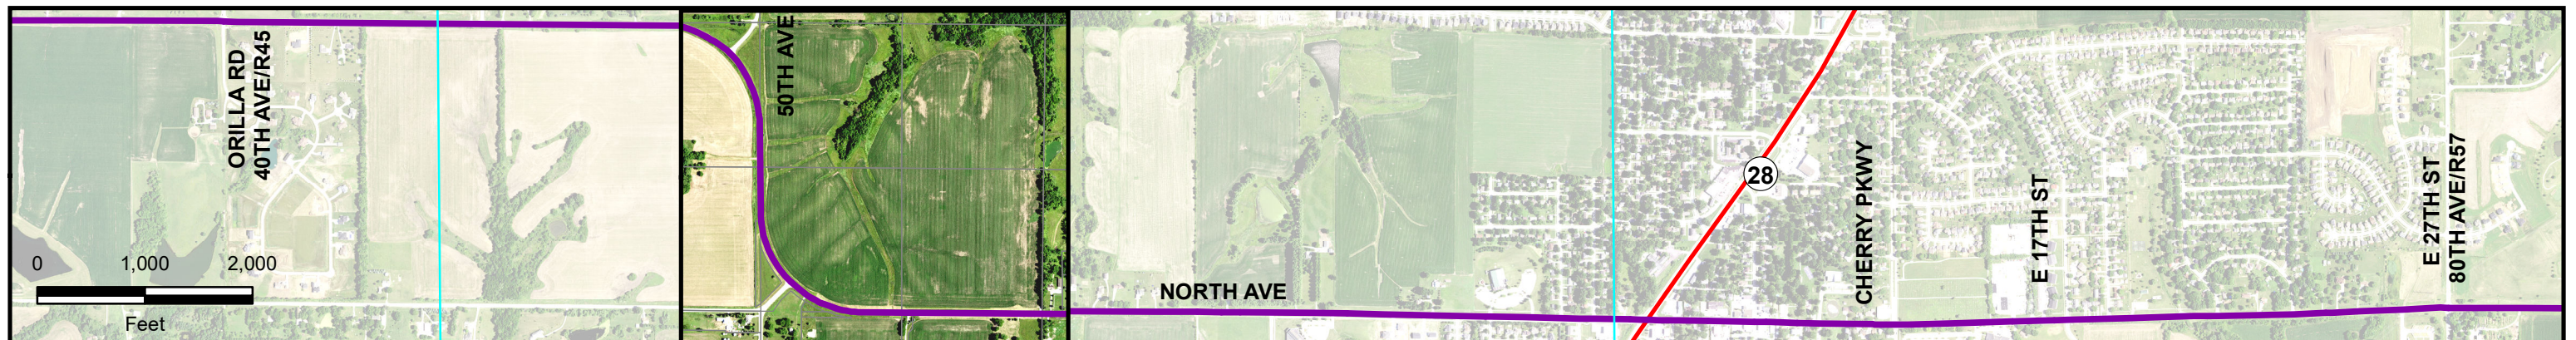 ORILLA RD
40TH AVE/R45
0
1,000
2,000
Feet
50TH AVE
NORTH AVE
28
CHERRY PKWY
E 17TH ST
E 27TH ST
80TH AVE/R57